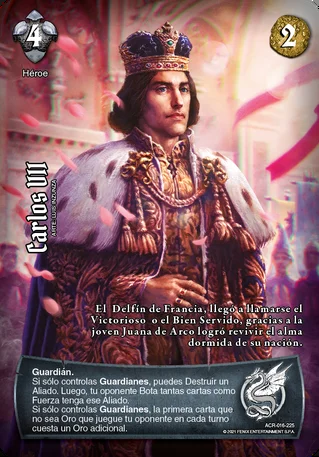 4
2
Héroe
Carlos VII
ARTE: LUIS INZUNZA
El Delfín de Francia, llegó a llamarse el
Victorioso o el Bien Servido, gracias a la
joven Juana de Arco logró revivir el alma
dormida de su nación.
Guardián.
Si sólo controlas Guardianes, puedes Destruir un
Aliado. Luego, tu oponente Bota tantas cartas como
Fuerza tenga ese Aliado.
Si sólo controlas Guardianes, la primera carta que
no sea Oro que juegue tu oponente en cada turno
cuesta un Oro adicional.
ACR-016-225
© 2021 FENIX ENTERTAINMENT S.P.A.